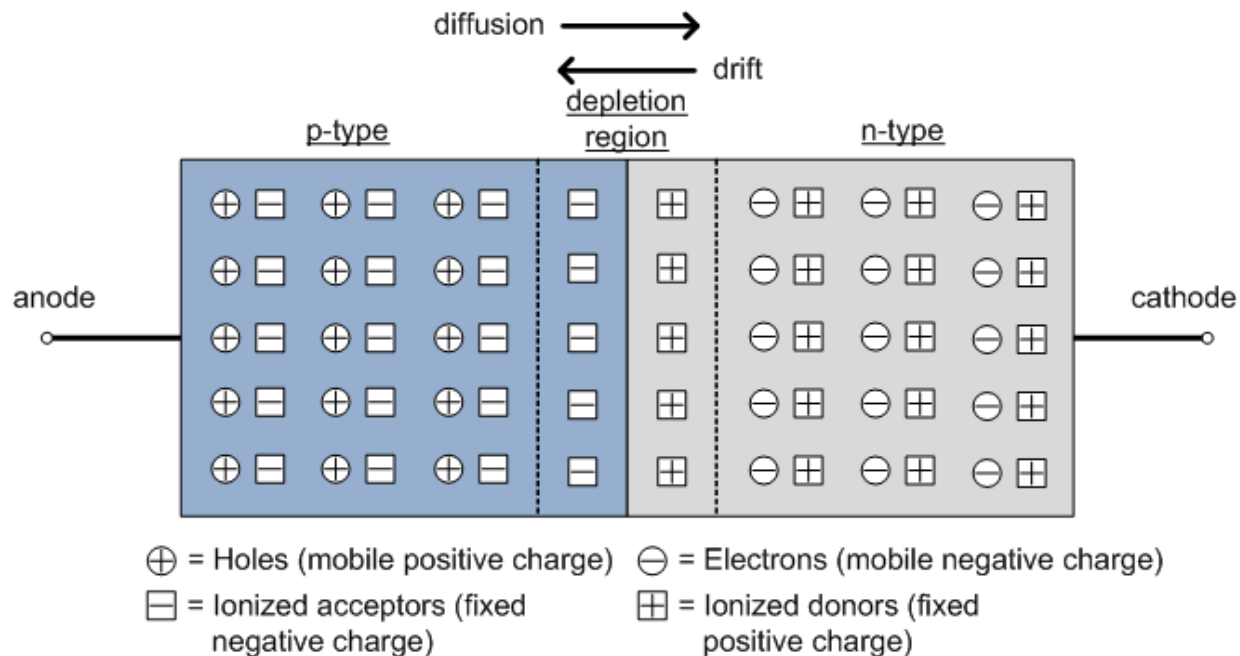 diffusion
drift
depletion
region
p-type
n-type
anode
cathode
= Holes (mobile positive charge)
= Electrons (mobile negative charge)
= Ionized acceptors (fixed
negative charge)
= Ionized donors (fixed
positive charge)